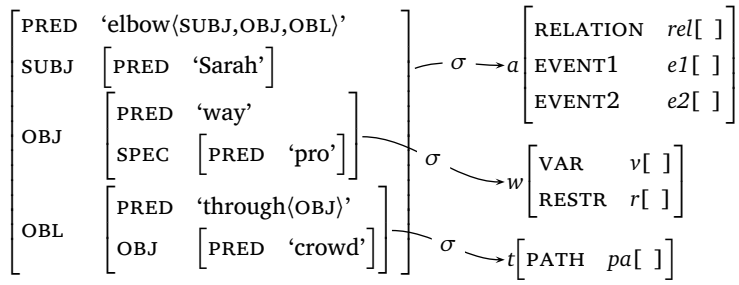 PRED ‘elbow⟨SUBJ,OBJ,OBL⟩’
SUBJ [PRED ‘Sarah’]
OBJ [PRED ‘way’
SPEC [PRED ‘pro’]]
OBL [PRED ‘through⟨OBJ⟩’
OBJ [PRED ‘crowd’]]
σ
a [RELATION rel[ ]
EVENT1 e1[ ]
EVENT2 e2[ ]]
σ
w [VAR v[ ]
RESTR r[ ]]
σ
t [PATH pa[ ]]